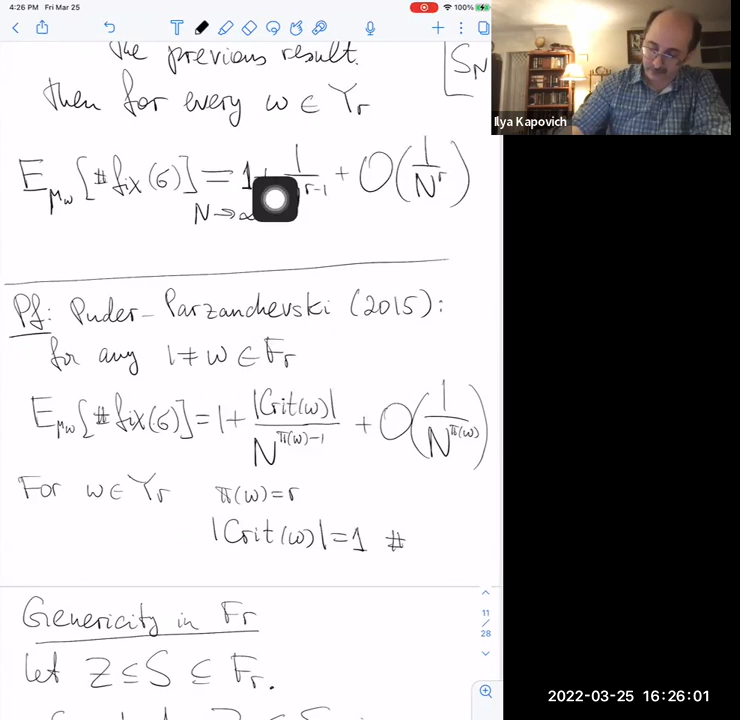 4:26 PM Fri Mar 25
100%
the previous result.
[S_N
then for every w ∈ Y_r
Ilya Kapovich
E_{μ_w}[#fix(σ)] = 1 + 1/N^{r-1} + O(1/N^r)
N→∞
Pf: Puder-Parzanchevski (2015):
for any 1≠w ∈ F_r
E_{μ_w}[#fix(σ)] = 1 + |Crit(w)|/N^{π(w)-1} + O(1/N^{π(w)})
For w ∈ Y_r π(w)=r
|Crit(w)|=1 #
Genericity in F_r
11
/
28
Let Z ⊆ S ⊆ F_r.
2022-03-25 16:26:01